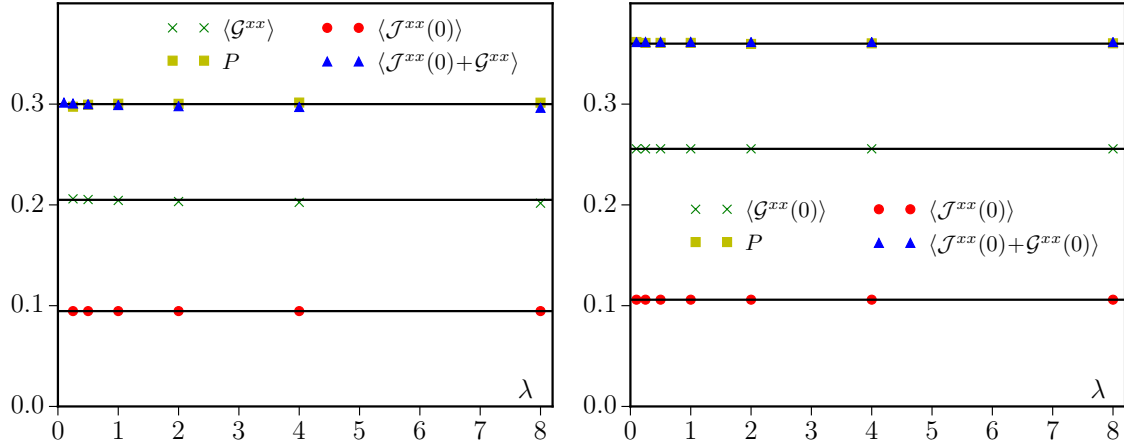 ⟨𝒢^{xx}⟩ ⟨𝒥^{xx}(0)⟩
P ⟨𝒥^{xx}(0)+𝒢^{xx}⟩
0.3
0.2
0.1
0.0
λ
0 1 2 3 4 5 6 7 8
0.3
0.2
⟨𝒢^{xx}(0)⟩ ⟨𝒥^{xx}(0)⟩
P ⟨𝒥^{xx}(0)+𝒢^{xx}(0)⟩
0.1
0.0
λ
0 1 2 3 4 5 6 7 8